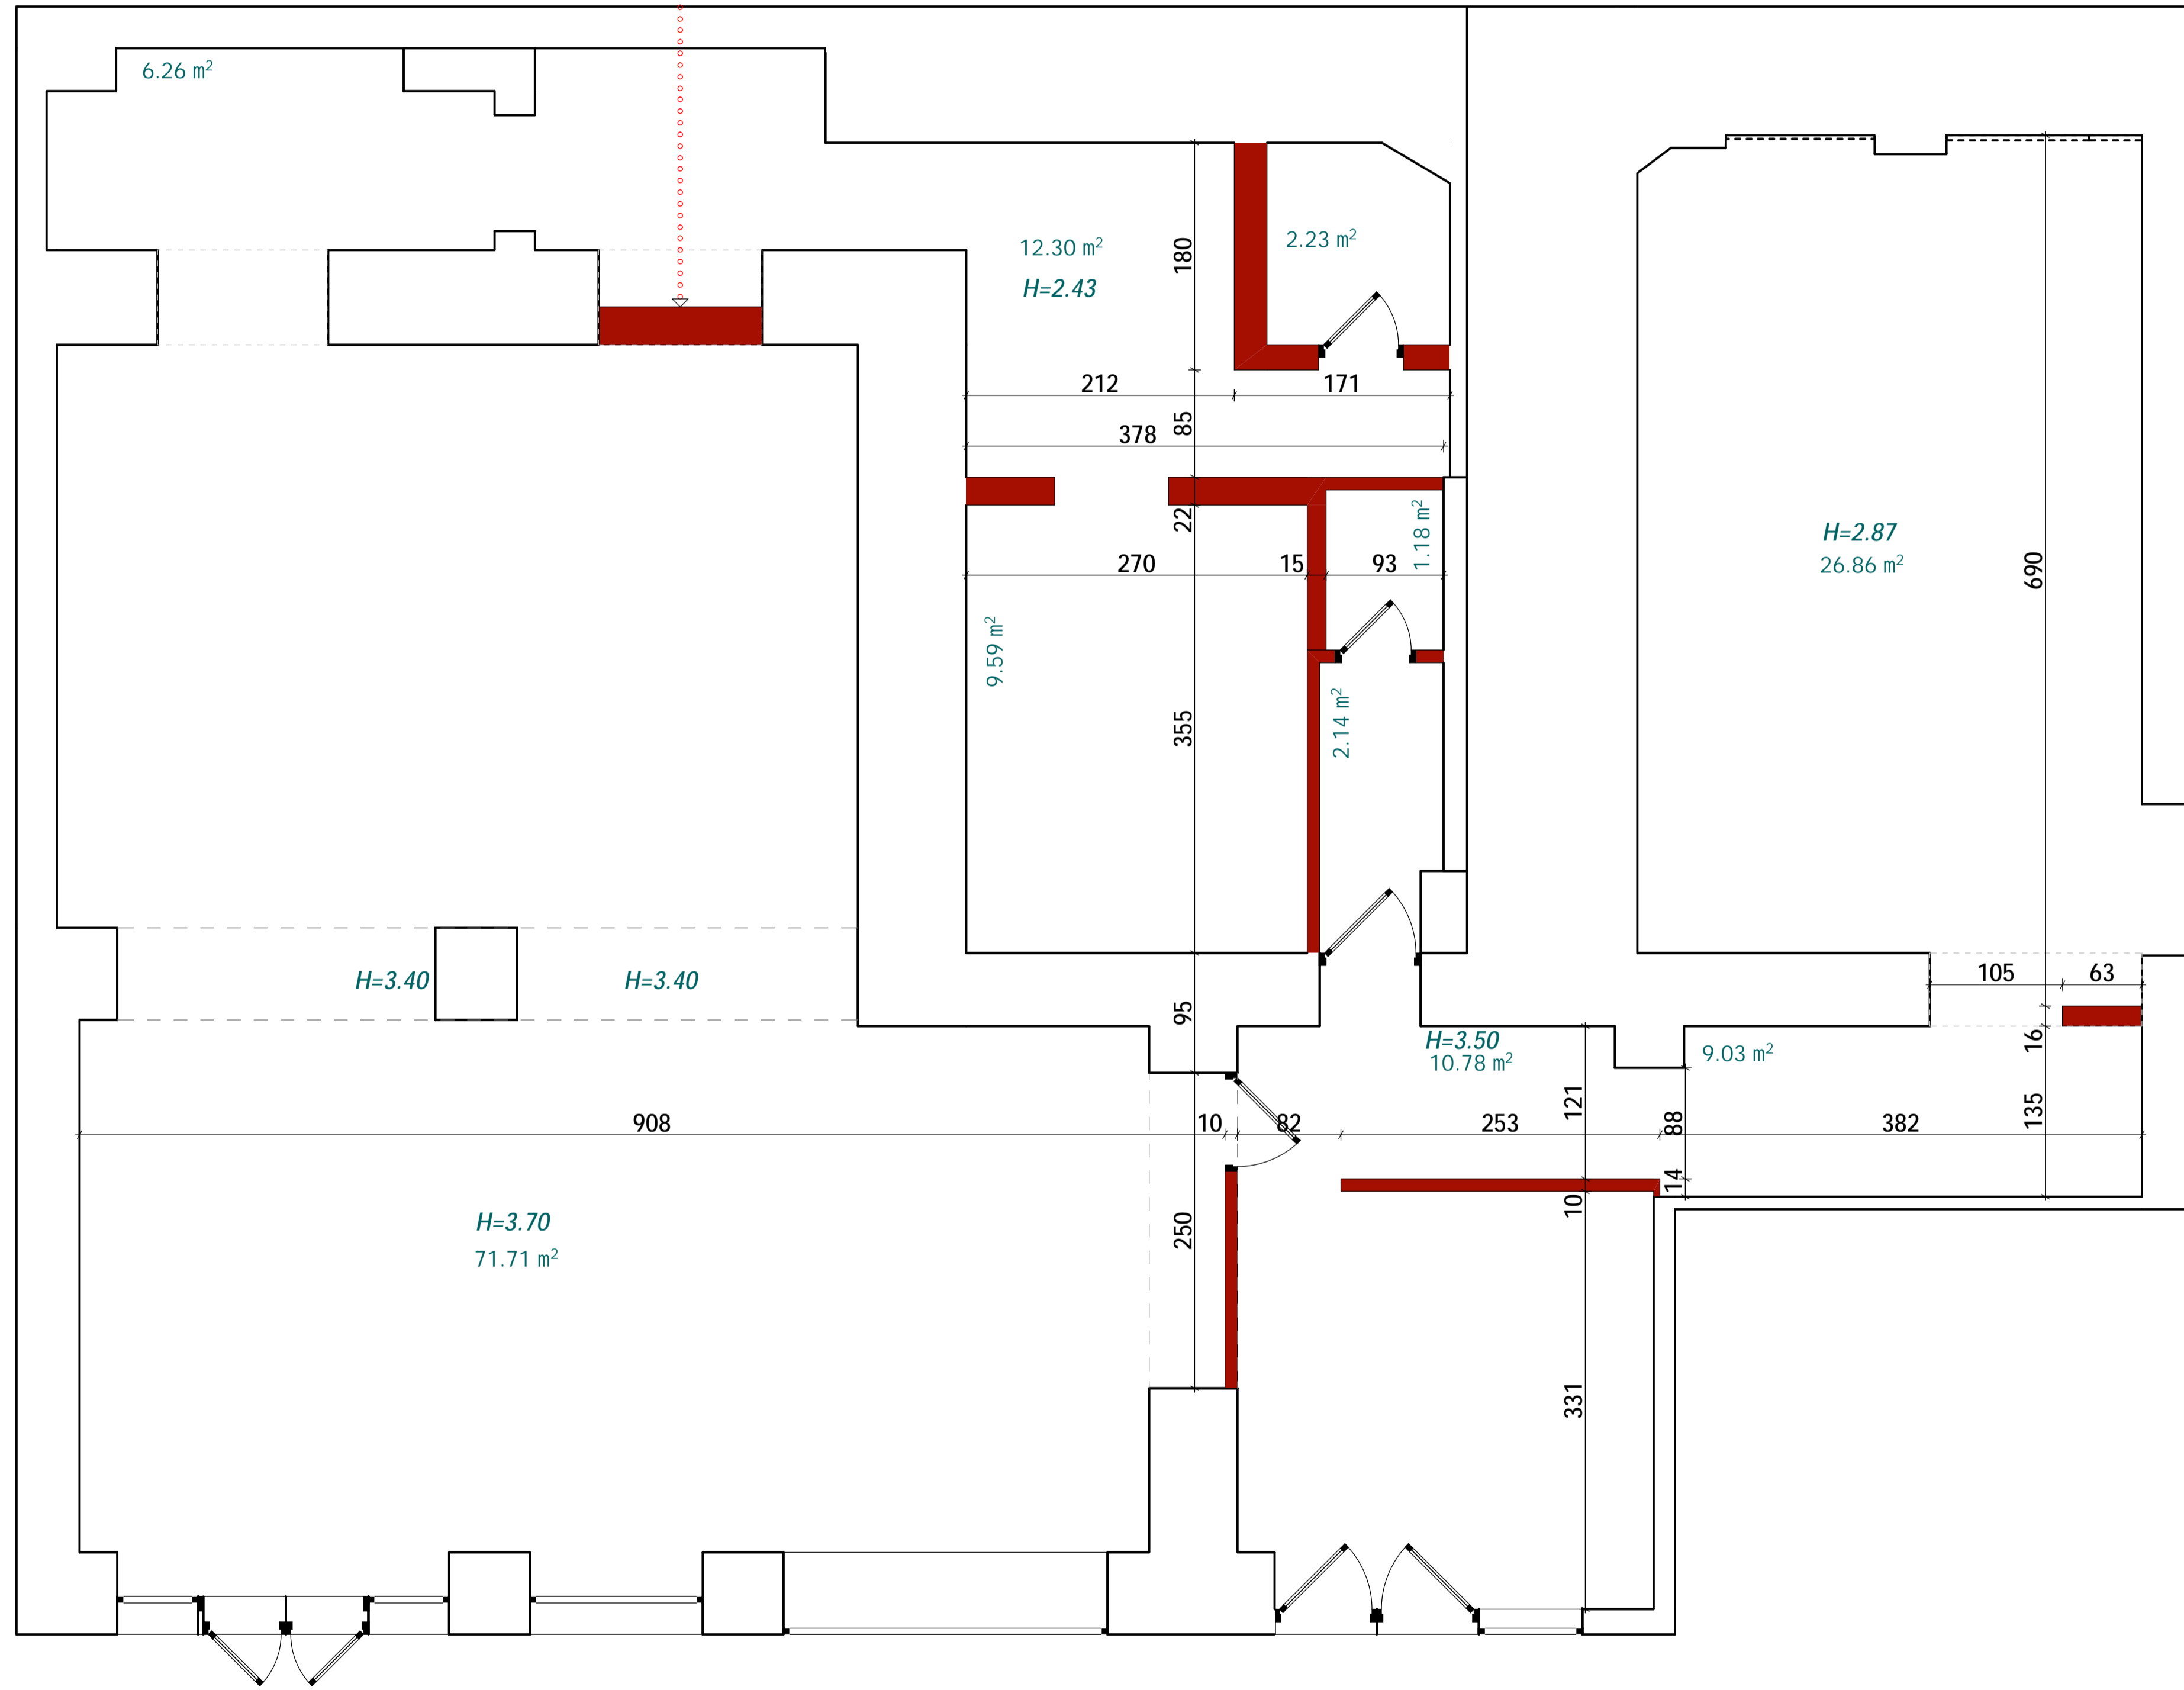 6.26 m²
12.30 m²
H=2.43
180
2.23 m²
212
171
85
378
22
270
15
93
1.18 m²
9.59 m²
355
2.14 m²
H=2.87
26.86 m²
690
H=3.40
H=3.40
95
105
63
16
H=3.50
10.78 m²
9.03 m²
121
88
135
908
10
82
253
382
14
10
250
H=3.70
71.71 m²
331